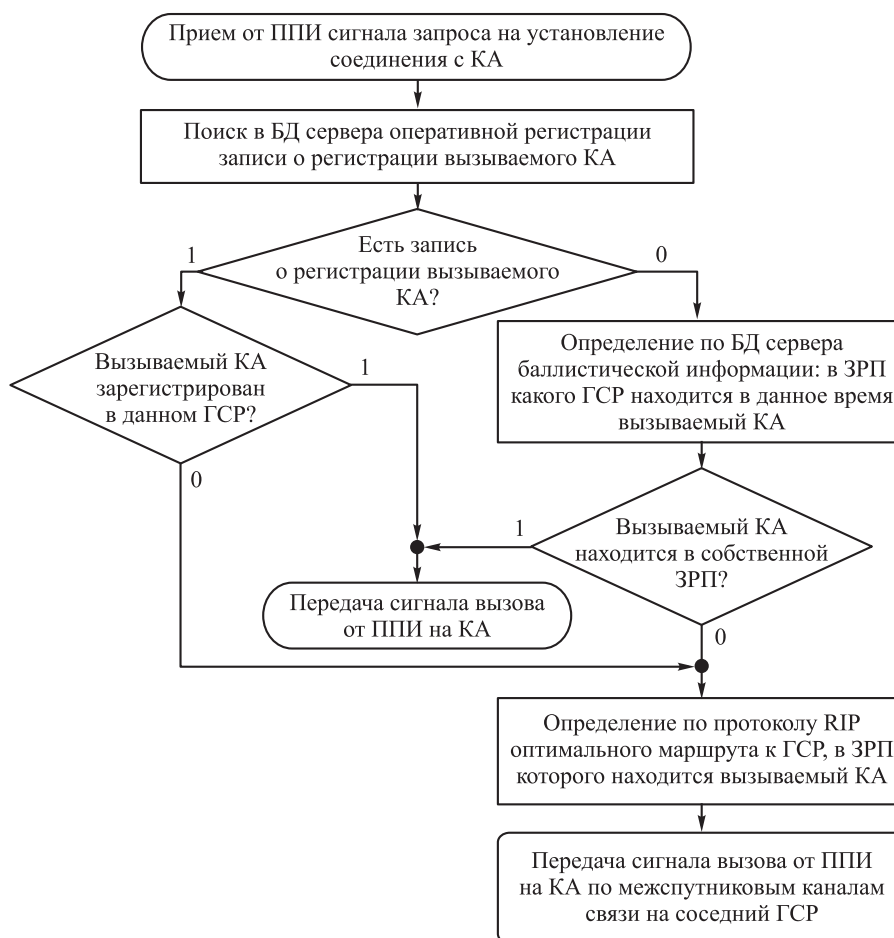 Прием от ППИ сигнала запроса на установление
соединения с КА
Поиск в БД сервера оперативной регистрации
записи о регистрации вызываемого КА
Есть запись
о регистрации вызываемого
КА?
1
0
Вызываемый КА
зарегистрирован
в данном ГСР?
1
0
Определение по БД сервера
баллистической информации: в ЗРП
какого ГСР находится в данное время
вызываемый КА
Вызываемый КА
находится в собственной
ЗРП?
1
0
Передача сигнала вызова
от ППИ на КА
Определение по протоколу RIP
оптимального маршрута к ГСР, в ЗРП
которого находится вызываемый КА
Передача сигнала вызова от ППИ
на КА по межспутниковым каналам
связи на соседний ГСР